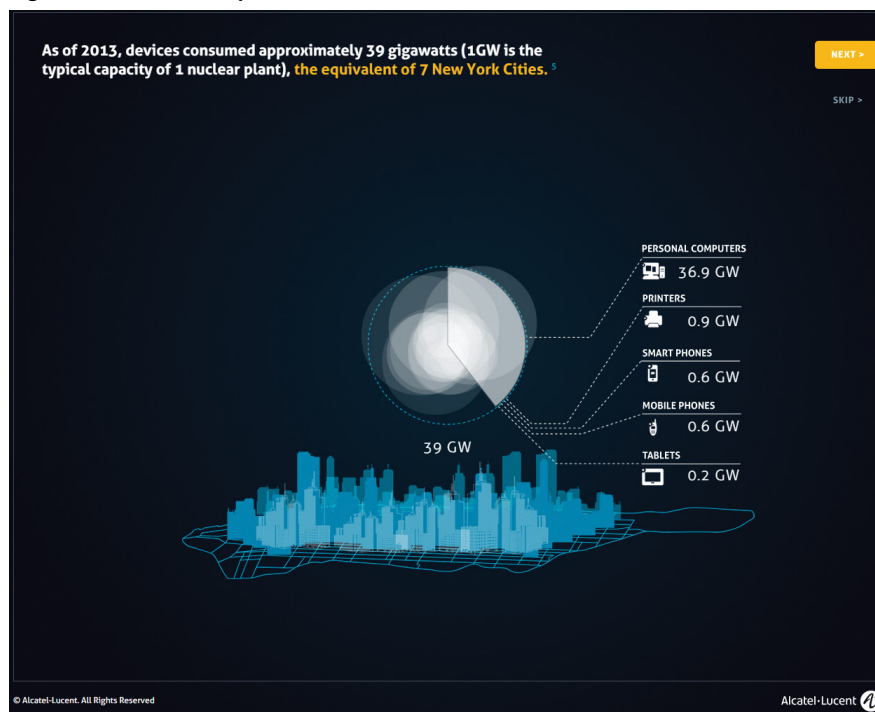 As of 2013, devices consumed approximately 39 gigawatts (1GW is the
typical capacity of 1 nuclear plant), the equivalent of 7 New York Cities. 5
NEXT >
SKIP >
PERSONAL COMPUTERS
36.9 GW
PRINTERS
0.9 GW
SMART PHONES
0.6 GW
MOBILE PHONES
0.6 GW
TABLETS
0.2 GW
39 GW
© Alcatel-Lucent. All Rights Reserved
Alcatel·Lucent